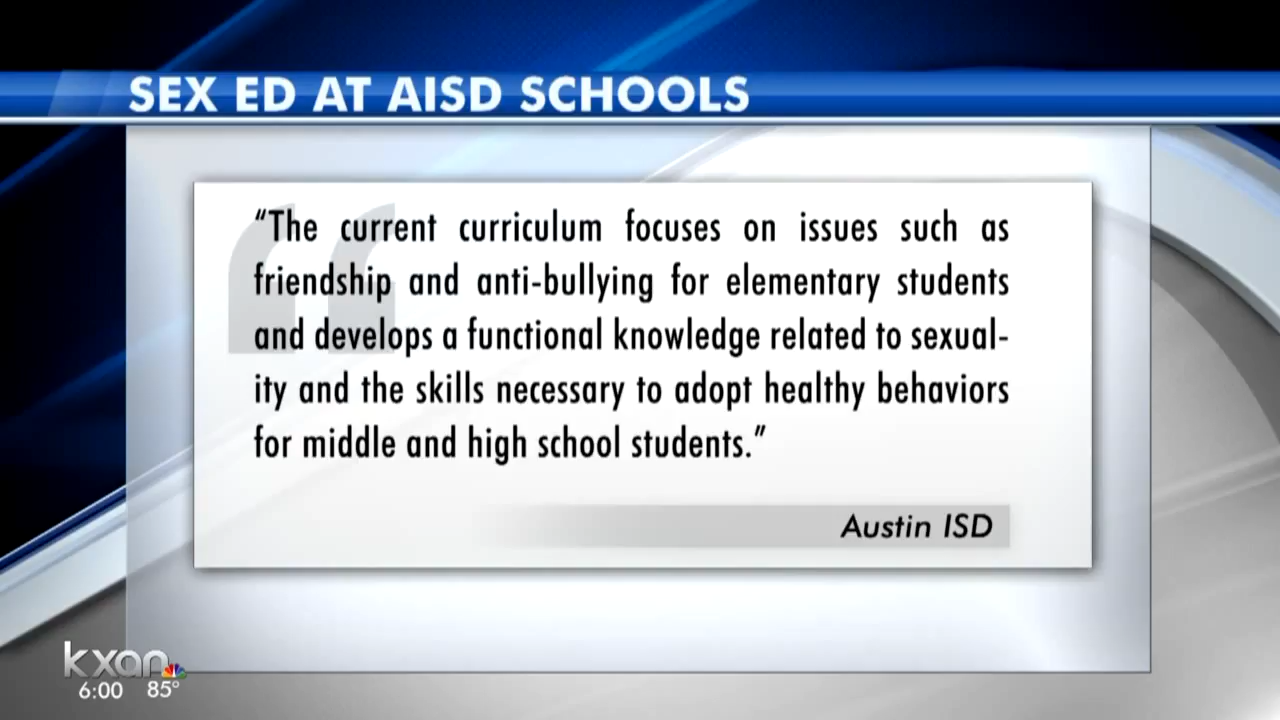 SEX ED AT AISD SCHOOLS
“The current curriculum focuses on issues such as
friendship and anti-bullying for elementary students
and develops a functional knowledge related to sexual-
ity and the skills necessary to adopt healthy behaviors
for middle and high school students.”
Austin ISD
kxan
6:00 85°